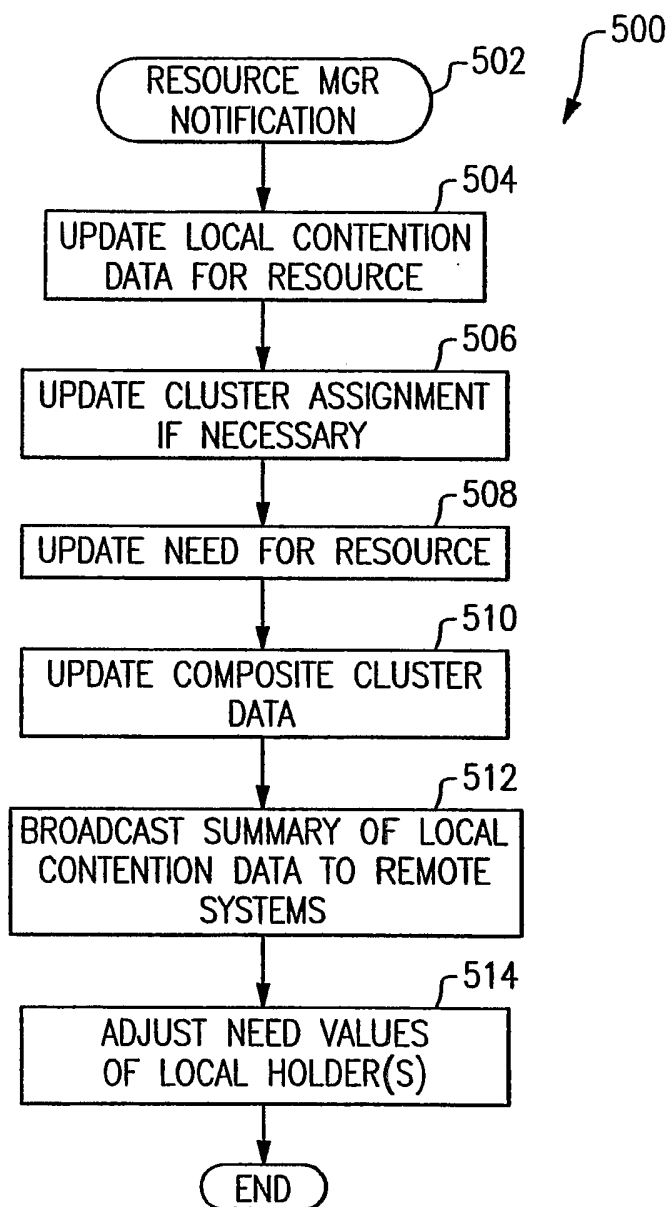 500
502
RESOURCE MGR
NOTIFICATION
504
UPDATE LOCAL CONTENTION
DATA FOR RESOURCE
506
UPDATE CLUSTER ASSIGNMENT
IF NECESSARY
508
UPDATE NEED FOR RESOURCE
510
UPDATE COMPOSITE CLUSTER
DATA
512
BROADCAST SUMMARY OF LOCAL
CONTENTION DATA TO REMOTE
SYSTEMS
514
ADJUST NEED VALUES
OF LOCAL HOLDER(S)
END